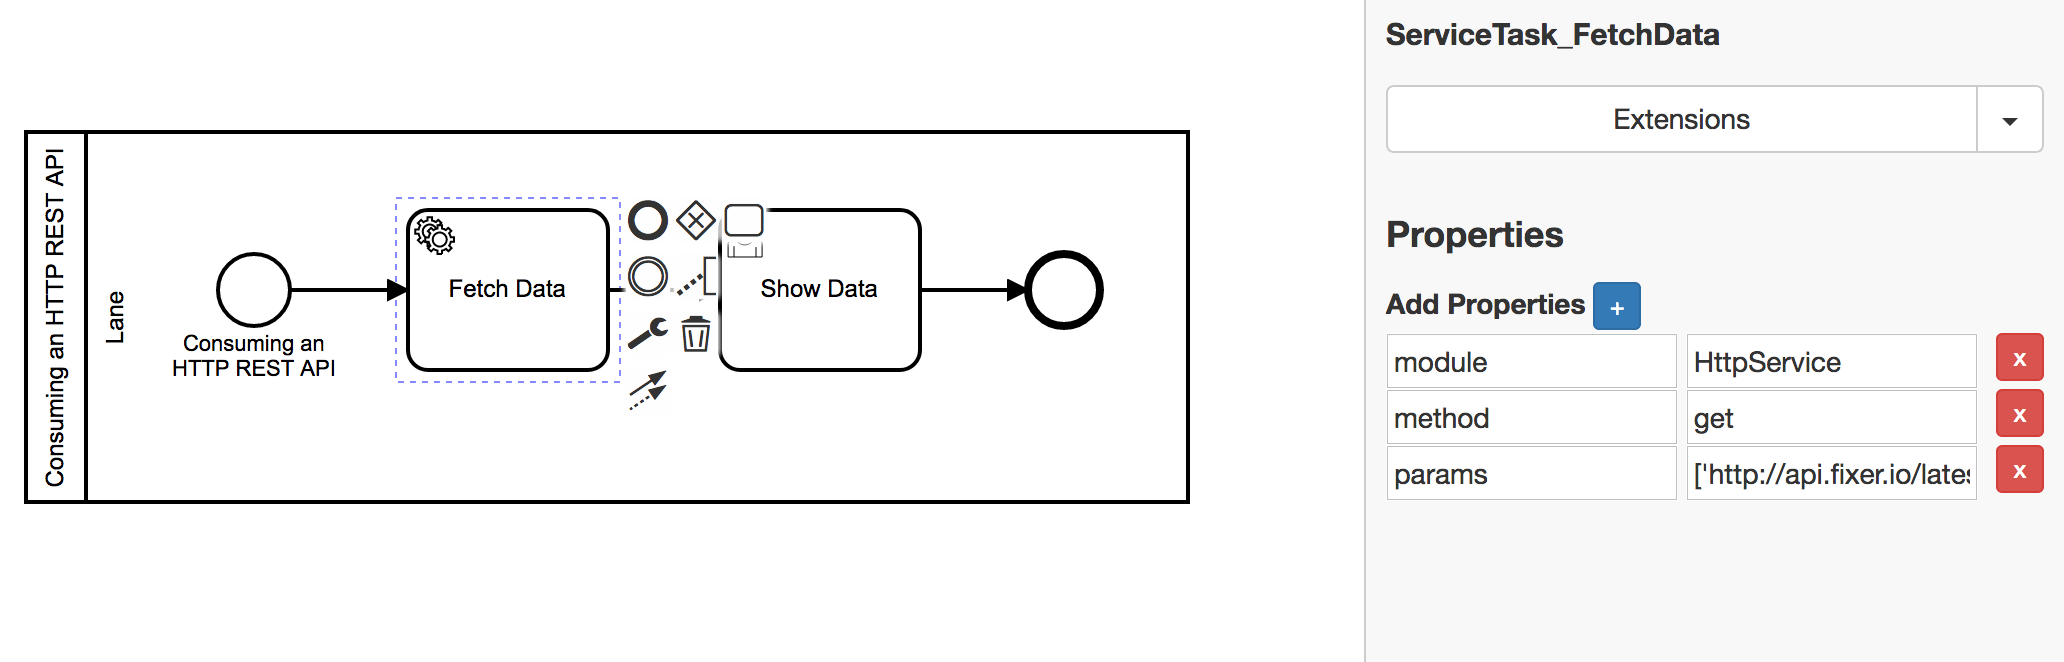 Consuming an HTTP REST API
Lane
Consuming an
HTTP REST API
Fetch Data
Show Data
ServiceTask_FetchData
Extensions
Properties
Add Properties +
module HttpService x
method get x
params ['http://api.fixer.io/lates x